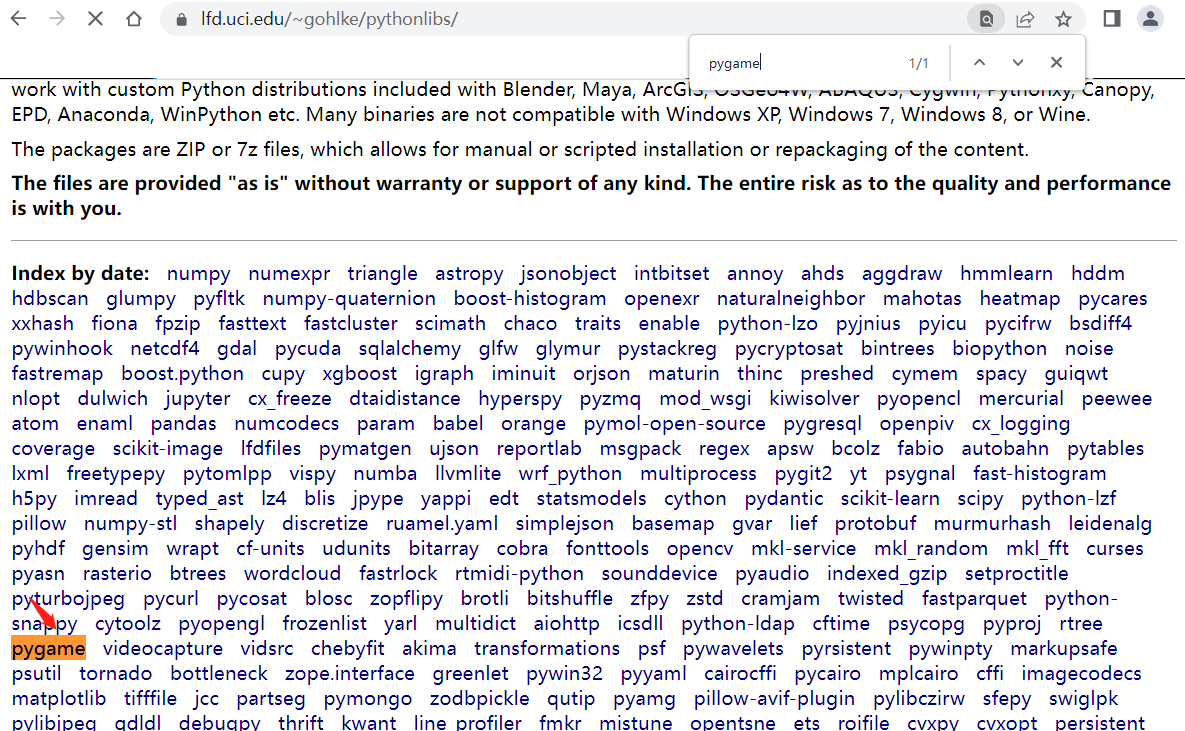 lfd.uci.edu/~gohlke/pythonlibs/
pygame 1/1
work with custom Python distributions included with Blender, Maya, ArcGIS, OSGeo4W, ABAQUS, Cygwin, Pythonxy, Canopy,
EPD, Anaconda, WinPython etc. Many binaries are not compatible with Windows XP, Windows 7, Windows 8, or Wine.
The packages are ZIP or 7z files, which allows for manual or scripted installation or repackaging of the content.
The files are provided "as is" without warranty or support of any kind. The entire risk as to the quality and performance
is with you.
Index by date: numpy numexpr triangle astropy jsonobject intbitset annoy ahds aggdraw hmmlearn hddm
hdbscan glumpy pyfltk numpy-quaternion boost-histogram openexr naturalneighbor mahotas heatmap pycares
xxhash fiona fpzip fasttext fastcluster scimath chaco traits enable python-lzo pyjnius pyicu pycifrw bsdiff4
pywinhook netcdf4 gdal pycuda sqlalchemy glfw glymur pystackreg pycryptosat bintrees biopython noise
fastremap boost.python cupy xgboost igraph iminuit orjson maturin thinc preshed cymem spacy guiqwt
nlopt dulwich jupyter cx_freeze dtaidistance hyperspy pyzmq mod_wsgi kiwisolver pyopencl mercurial peewee
atom enaml pandas numcodecs param babel orange pymol-open-source pygresql openpiv cx_logging
coverage scikit-image lfdfiles pymatgen ujson reportlab msgpack regex apsw bcolz fabio autobahn pytables
lxml freetypepy pytomlpp vispy numba llvmlite wrf_python multiprocess pygit2 yt psygnal fast-histogram
h5py imread typed_ast lz4 blis jpype yappi edt statsmodels cython pydantic scikit-learn scipy python-lzf
pillow numpy-stl shapely discretize ruamel.yaml simplejson basemap gvar lief protobuf murmurhash leidenalg
pyhdf gensim wrapt cf-units udunits bitarray cobra fonttools opencv mkl-service mkl_random mkl_fft curses
pyasn rasterio btrees wordcloud fastrlock rtmidi-python sounddevice pyaudio indexed_gzip setproctitle
pyturbojpeg pycurl pycosat blosc zopflipy brotli bitshuffle zfpy zstd cramjam twisted fastparquet python-
snappy cytoolz pyopengl frozenlist yarl multidict aiohttp icsdll python-ldap cftime psycopg pyproj rtree
pygame videocapture vidsrc chebyfit akima transformations psf pywavelets pyrsistent pywinpty markupsafe
psutil tornado bottleneck zope.interface greenlet pywin32 pyyaml cairocffi pycairo mplcairo cffi imagecodecs
matplotlib tifffile jcc partseg pymongo zodbpickle qutip pyamg pillow-avif-plugin pylibczirw sfepy swiglpk
pylibjpeg qdldl debugpy thrift kwant line_profiler fmkr mistune opentsne ets roifile cvxpy cvxopt persistent